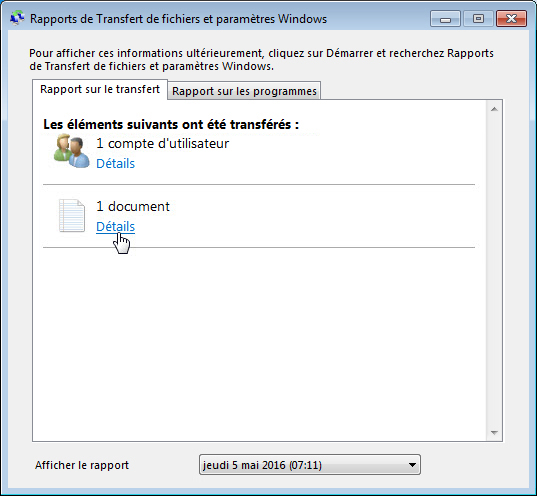 Rapports de Transfert de fichiers et paramètres Windows
Pour afficher ces informations ultérieurement, cliquez sur Démarrer et recherchez Rapports
de Transfert de fichiers et paramètres Windows.
Rapport sur le transfert
Rapport sur les programmes
Les éléments suivants ont été transférés :
1 compte d'utilisateur
Détails
1 document
Détails
Afficher le rapport
jeudi 5 mai 2016 (07:11)